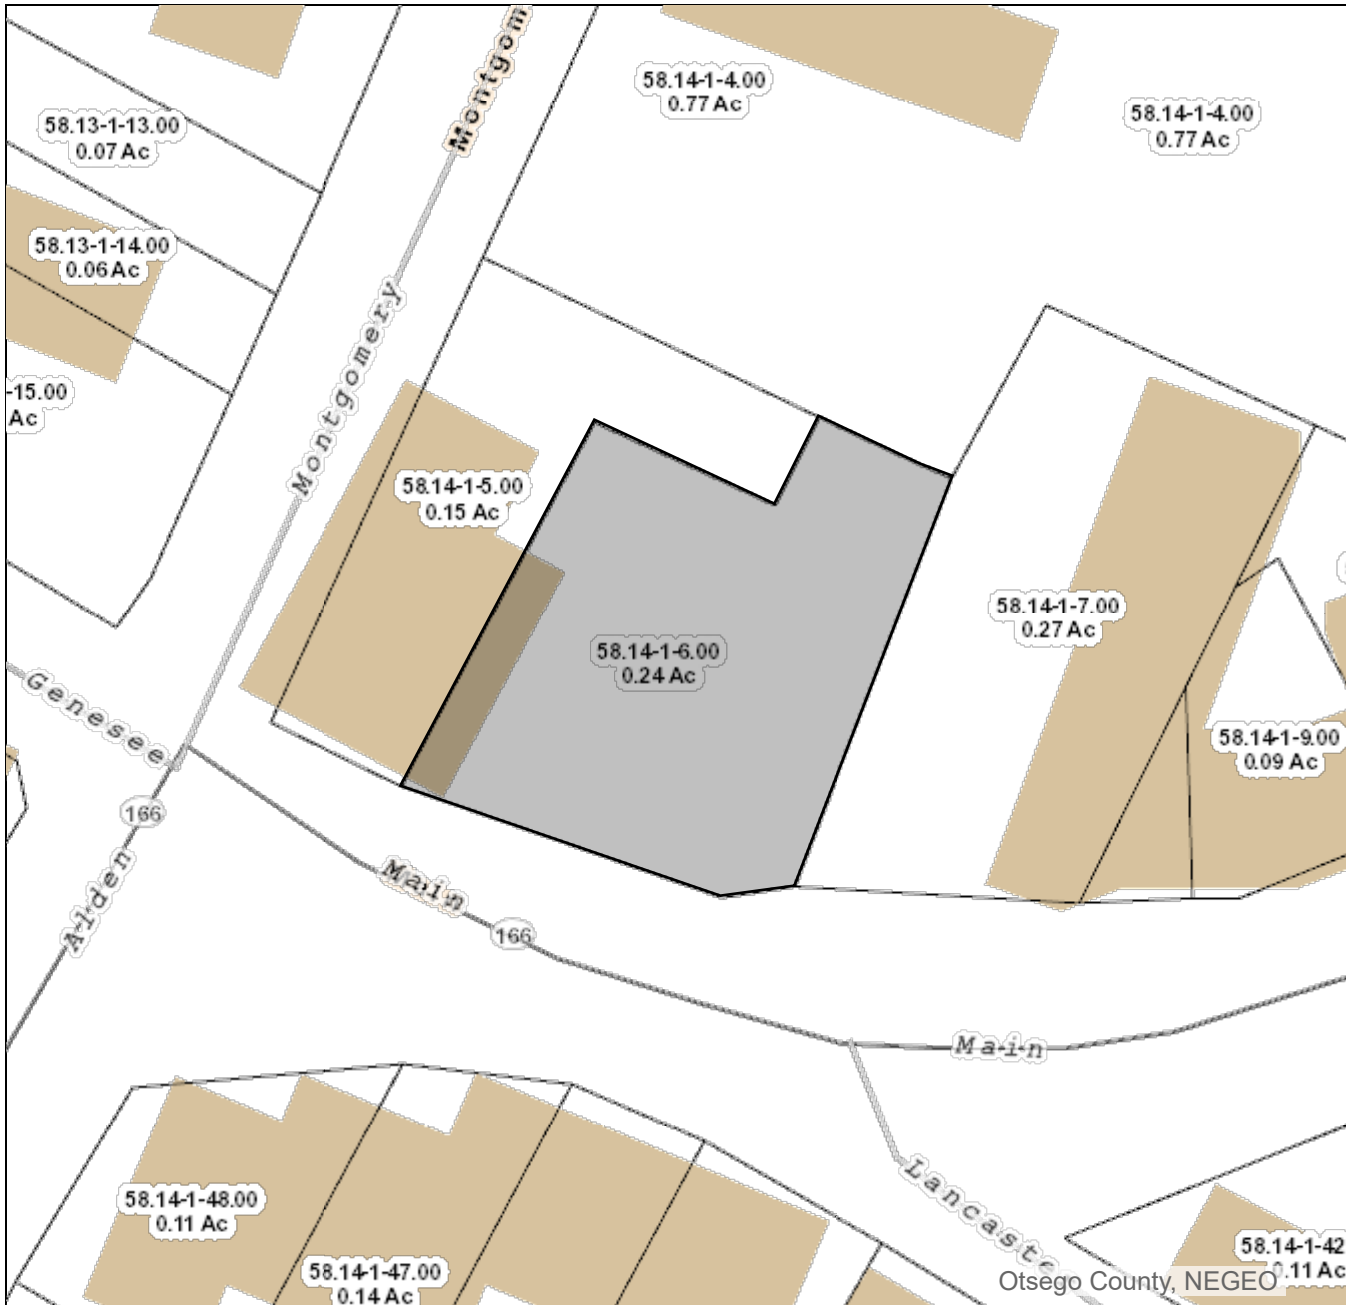 Montgom
58.14-1-4.00
0.77 Ac
58.14-1-4.00
0.77 Ac
58.13-1-13.00
0.07 Ac
58.13-1-14.00
0.06 Ac
Montgomery
-15.00
Ac
58.14-1-5.00
0.15 Ac
58.14-1-7.00
0.27 Ac
58.14-1-6.00
0.24 Ac
Genesee
58.14-1-9.00
0.09 Ac
166
Alden
Main
166
Main
Lancaste
58.14-1-48.00
0.11 Ac
58.14-1-47.00
0.14 Ac
58.14-1-42
0.11 Ac
Otsego County, NEGEO